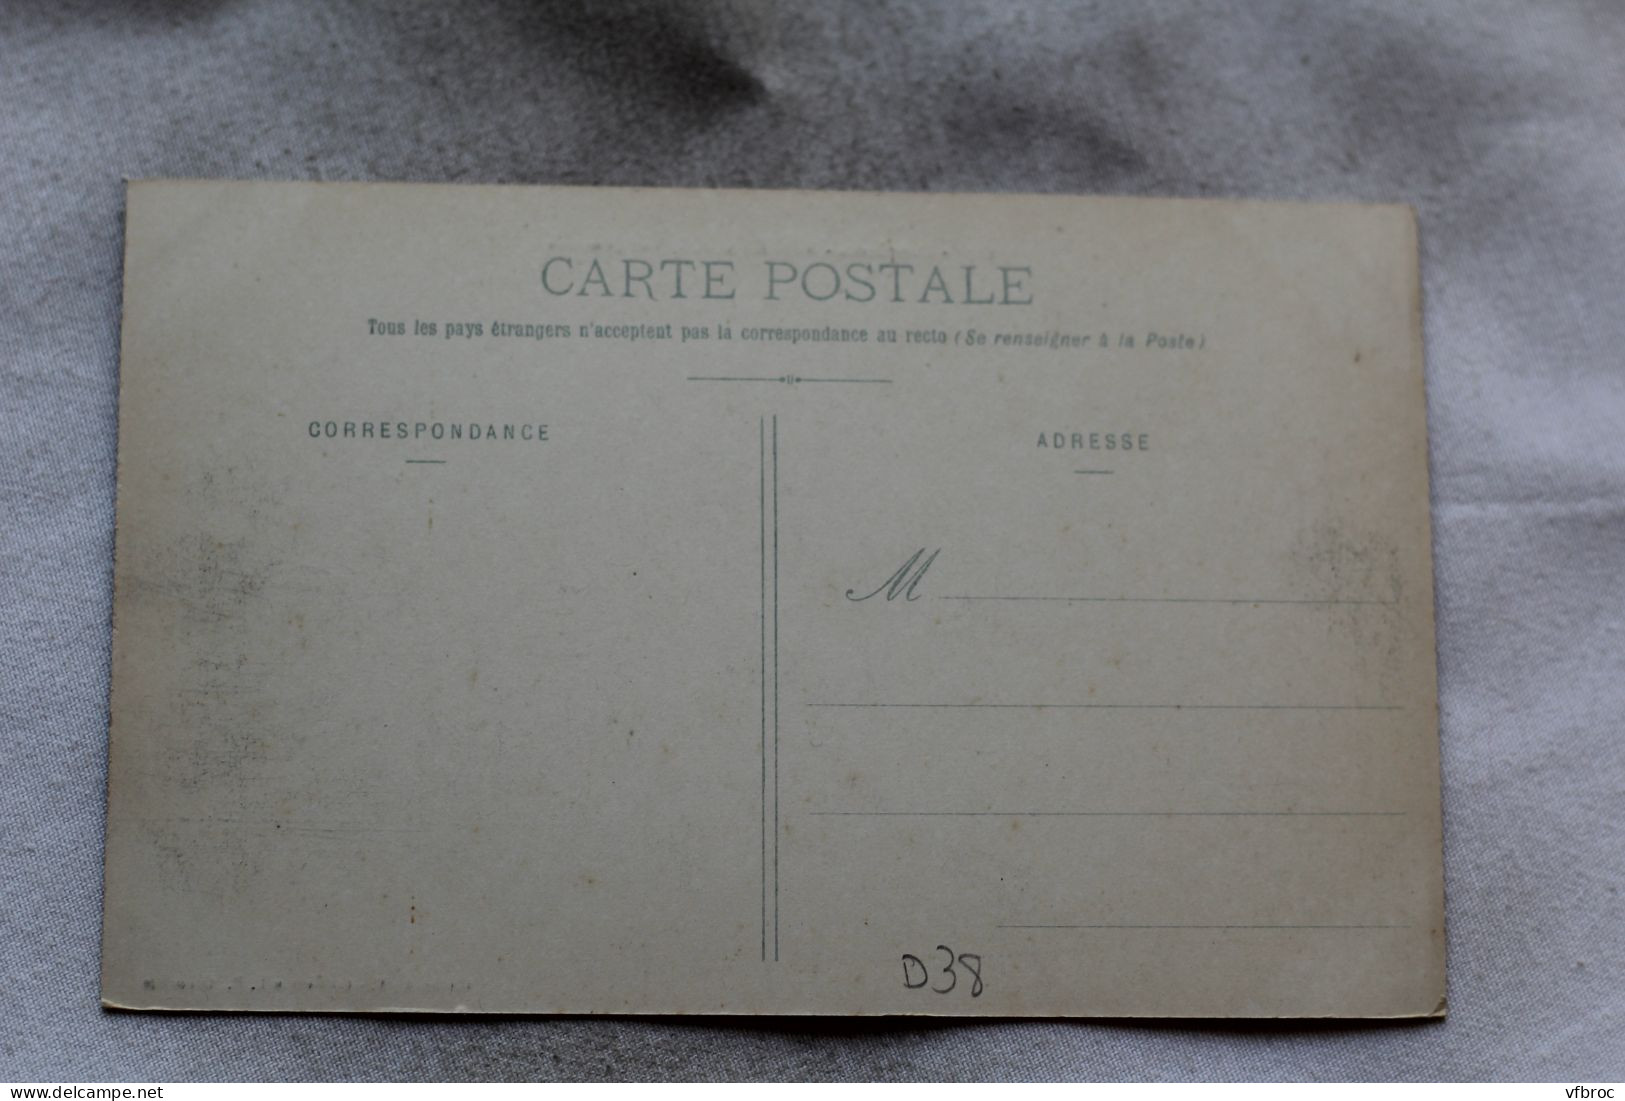 CARTE POSTALE
Tous les pays étrangers n'acceptent pas la correspondance au recto (Se renseigner à la Poste)
CORRESPONDANCE
ADRESSE
M
D38
https://www.delcampe.net
vfbroc